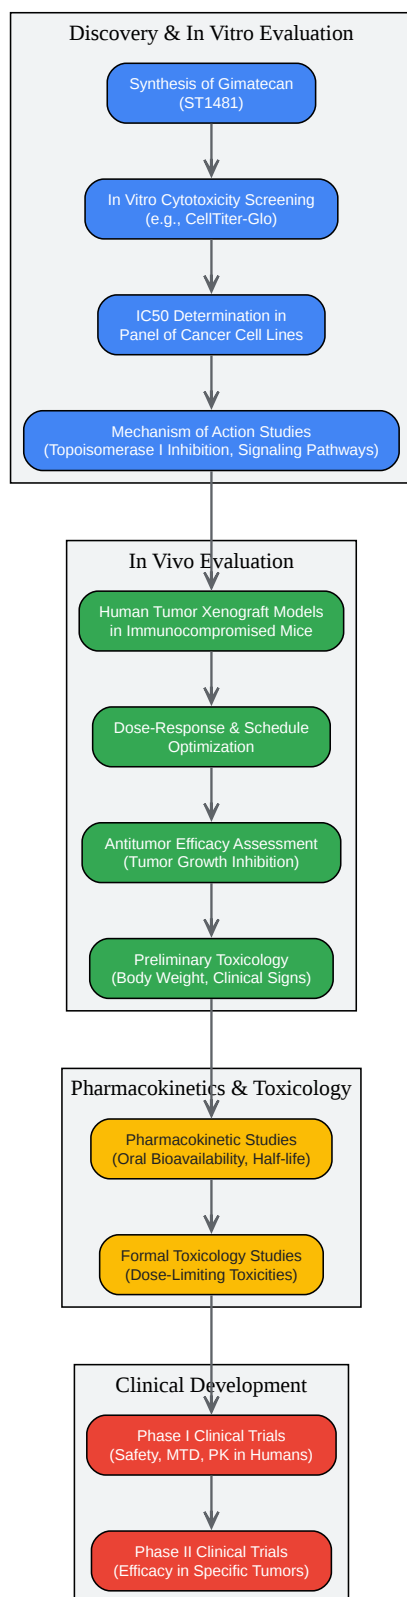 Discovery & In Vitro Evaluation
Synthesis of Gimatecan
(ST1481)
In Vitro Cytotoxicity Screening
(e.g., CellTiter-Glo)
IC50 Determination in
Panel of Cancer Cell Lines
Mechanism of Action Studies
(Topoisomerase I Inhibition, Signaling Pathways)
In Vivo Evaluation
Human Tumor Xenograft Models
in Immunocompromised Mice
Dose-Response & Schedule
Optimization
Antitumor Efficacy Assessment
(Tumor Growth Inhibition)
Preliminary Toxicology
(Body Weight, Clinical Signs)
Pharmacokinetics & Toxicology
Pharmacokinetic Studies
(Oral Bioavailability, Half-life)
Formal Toxicology Studies
(Dose-Limiting Toxicities)
Clinical Development
Phase I Clinical Trials
(Safety, MTD, PK in Humans)
Phase II Clinical Trials
(Efficacy in Specific Tumors)